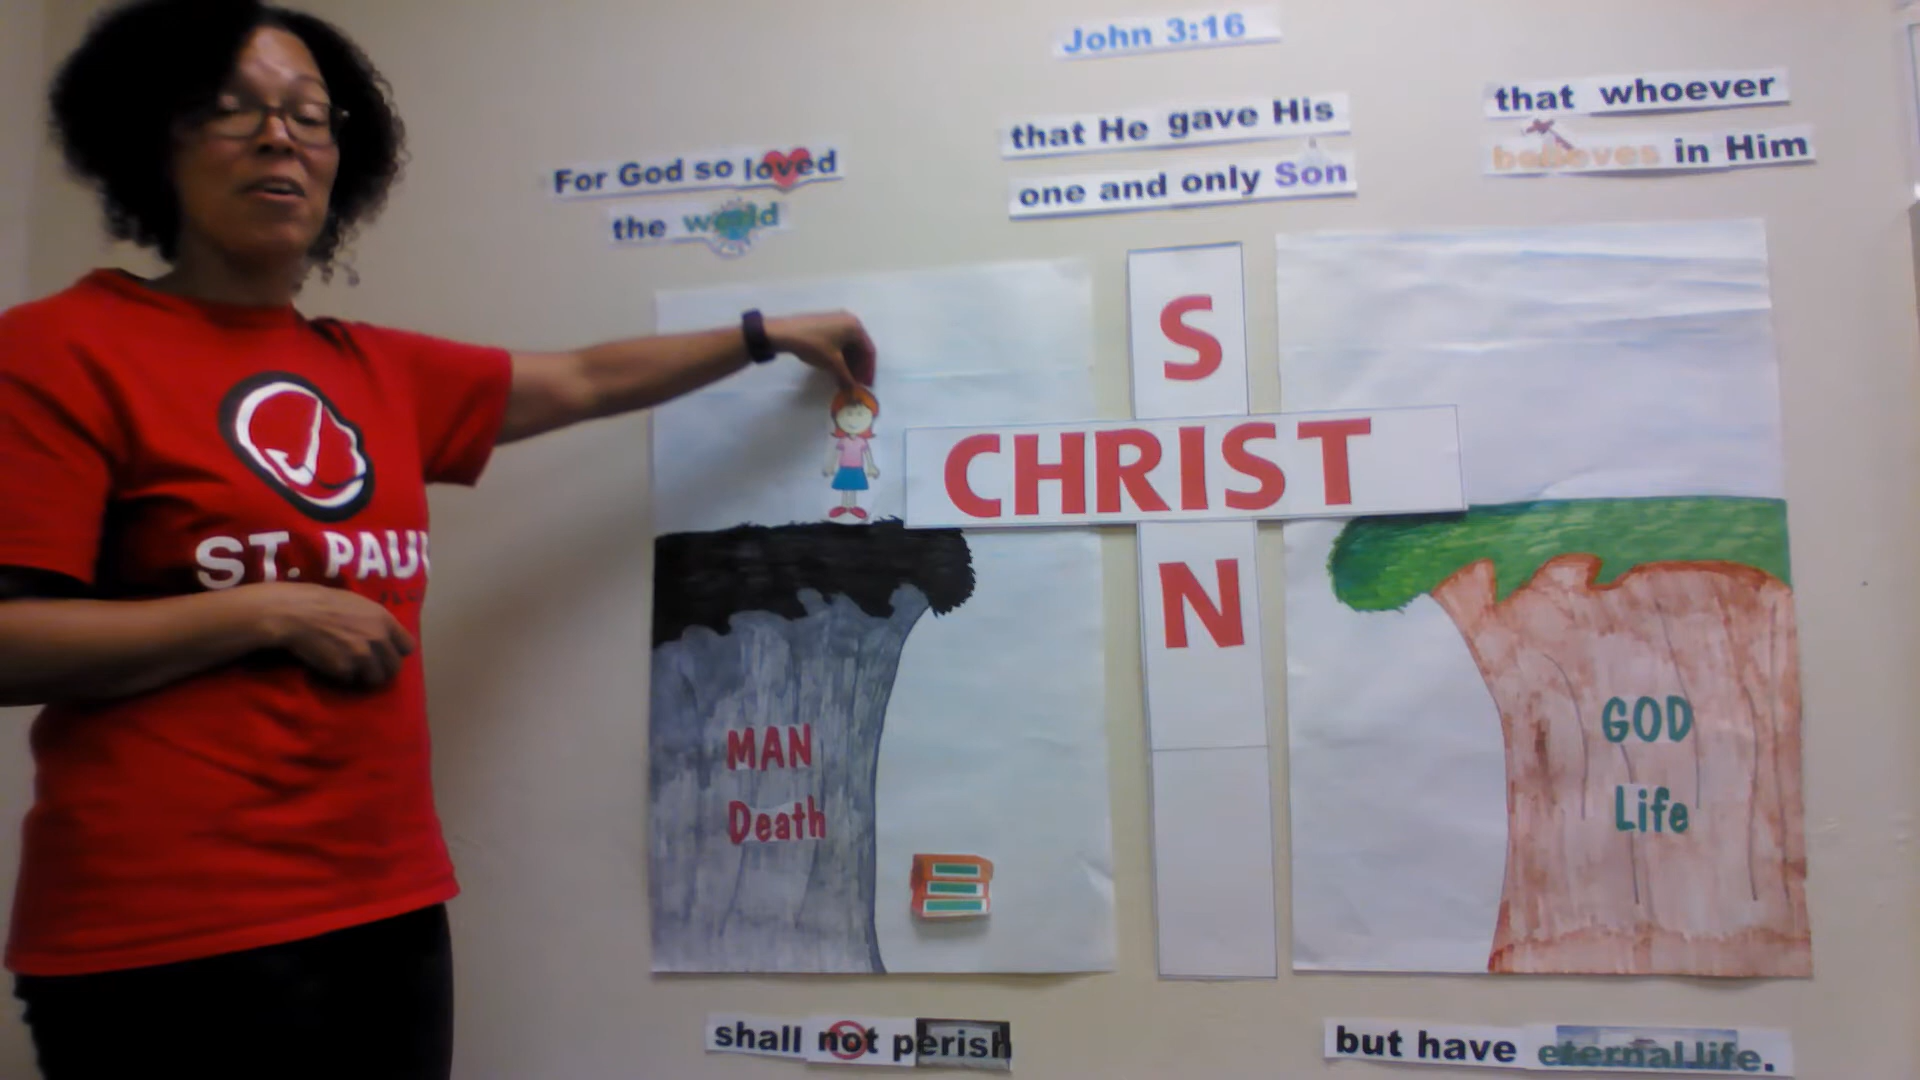 John 3:16
For God so loved
the world
that He gave His
one and only Son
that whoever
believes in Him
S
CHRIST
N
MAN
Death
GOD
Life
ST. PAUL
shall not perish
but have eternal life.